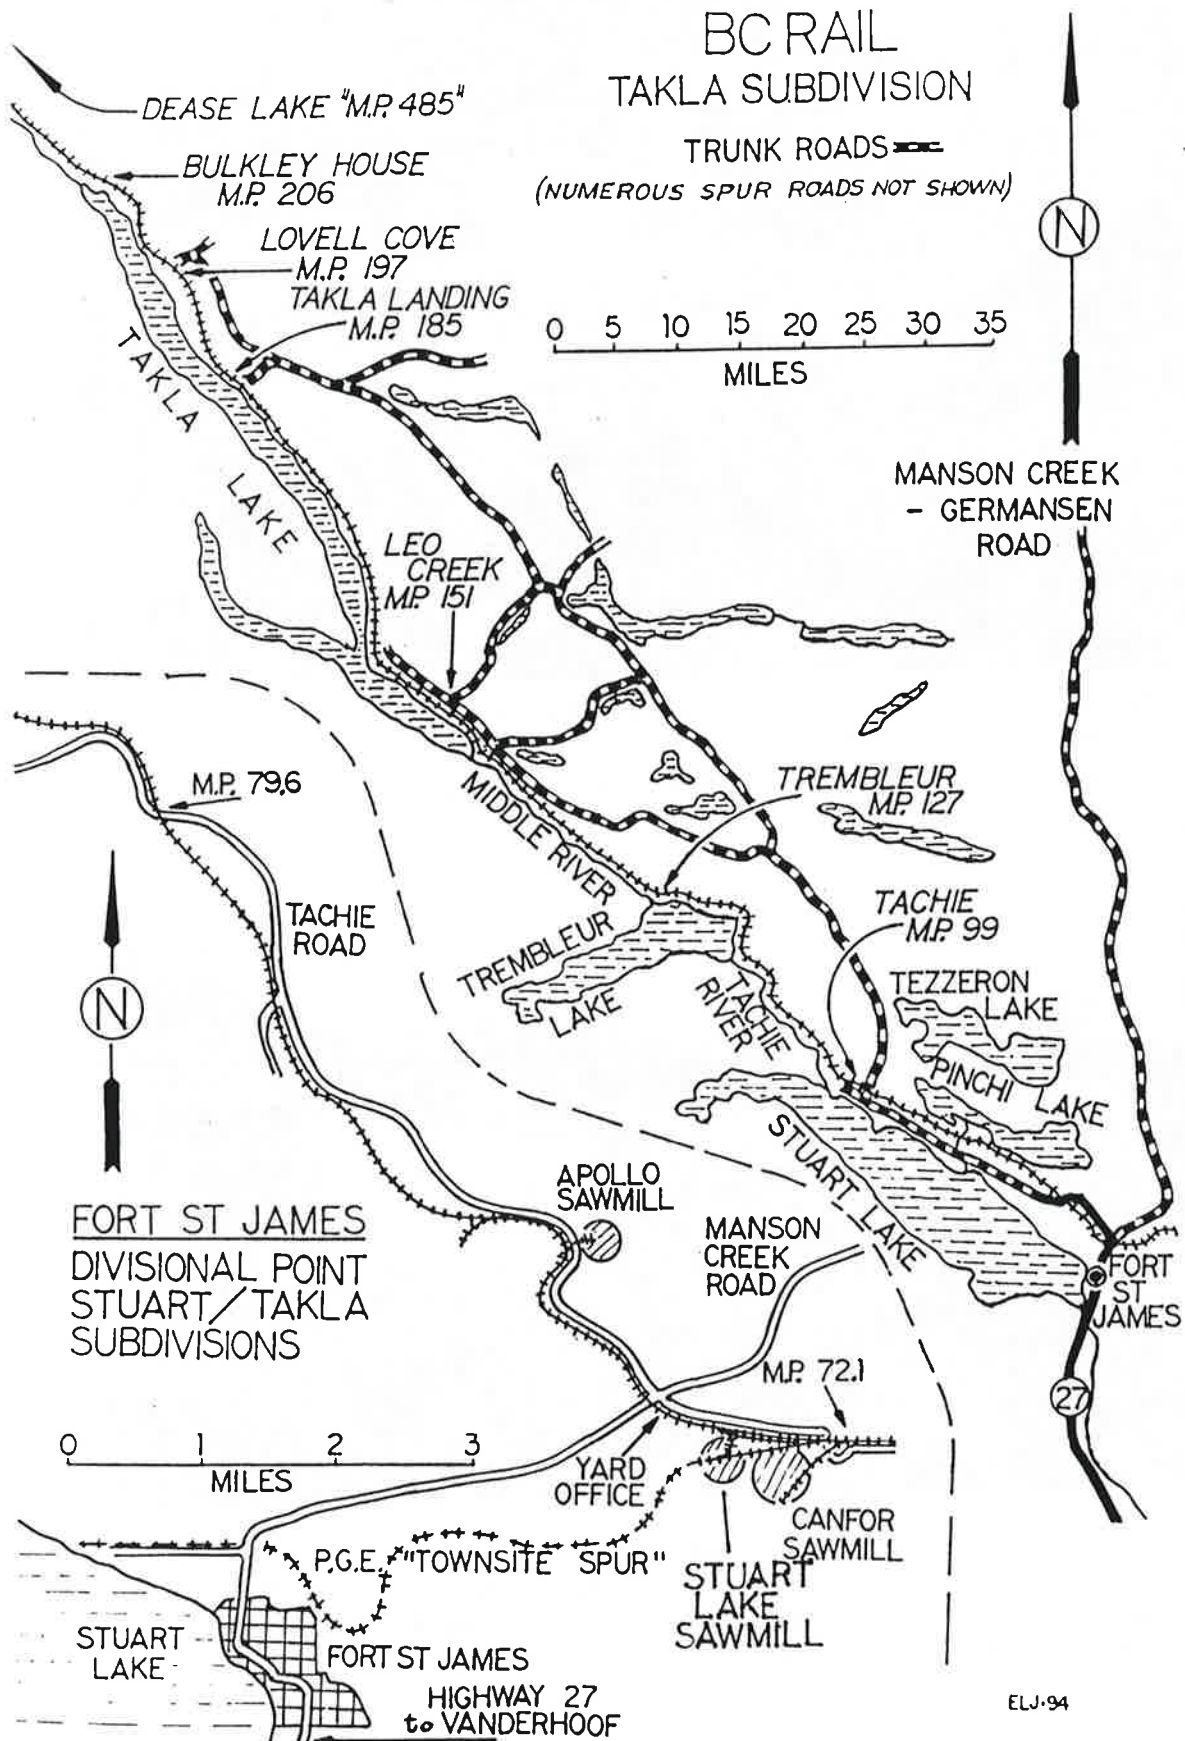 BC RAIL
TAKLA SUBDIVISION
TRUNK ROADS
(NUMEROUS SPUR ROADS NOT SHOWN)
DEASE LAKE "M.P. 485"
BULKLEY HOUSE
M.P. 206
LOVELL COVE
M.P. 197
TAKLA LANDING
M.P. 185
0 5 10 15 20 25 30 35
MILES
N
TAKLA
LAKE
MANSON CREEK
- GERMANSEN
ROAD
LEO
CREEK
M.P. 151
M.P. 79.6
MIDDLE RIVER
TREMBLEUR
M.P. 127
TACHIE
ROAD
TACHIE
M.P. 99
TREMBLEUR
LAKE
TACHIE
RIVER
TEZZERON
LAKE
PINCHI LAKE
N
STUART LAKE
APOLLO
SAWMILL
MANSON
CREEK
ROAD
FORT ST JAMES
DIVISIONAL POINT
STUART/TAKLA
SUBDIVISIONS
FORT
ST
JAMES
M.P. 72.1
27
0 1 2 3
MILES
YARD
OFFICE
CANFOR
SAWMILL
P.G.E. "TOWNSITE SPUR"
STUART
LAKE
SAWMILL
STUART
LAKE
FORT ST JAMES
HIGHWAY 27
to VANDERHOOF
ELJ·94